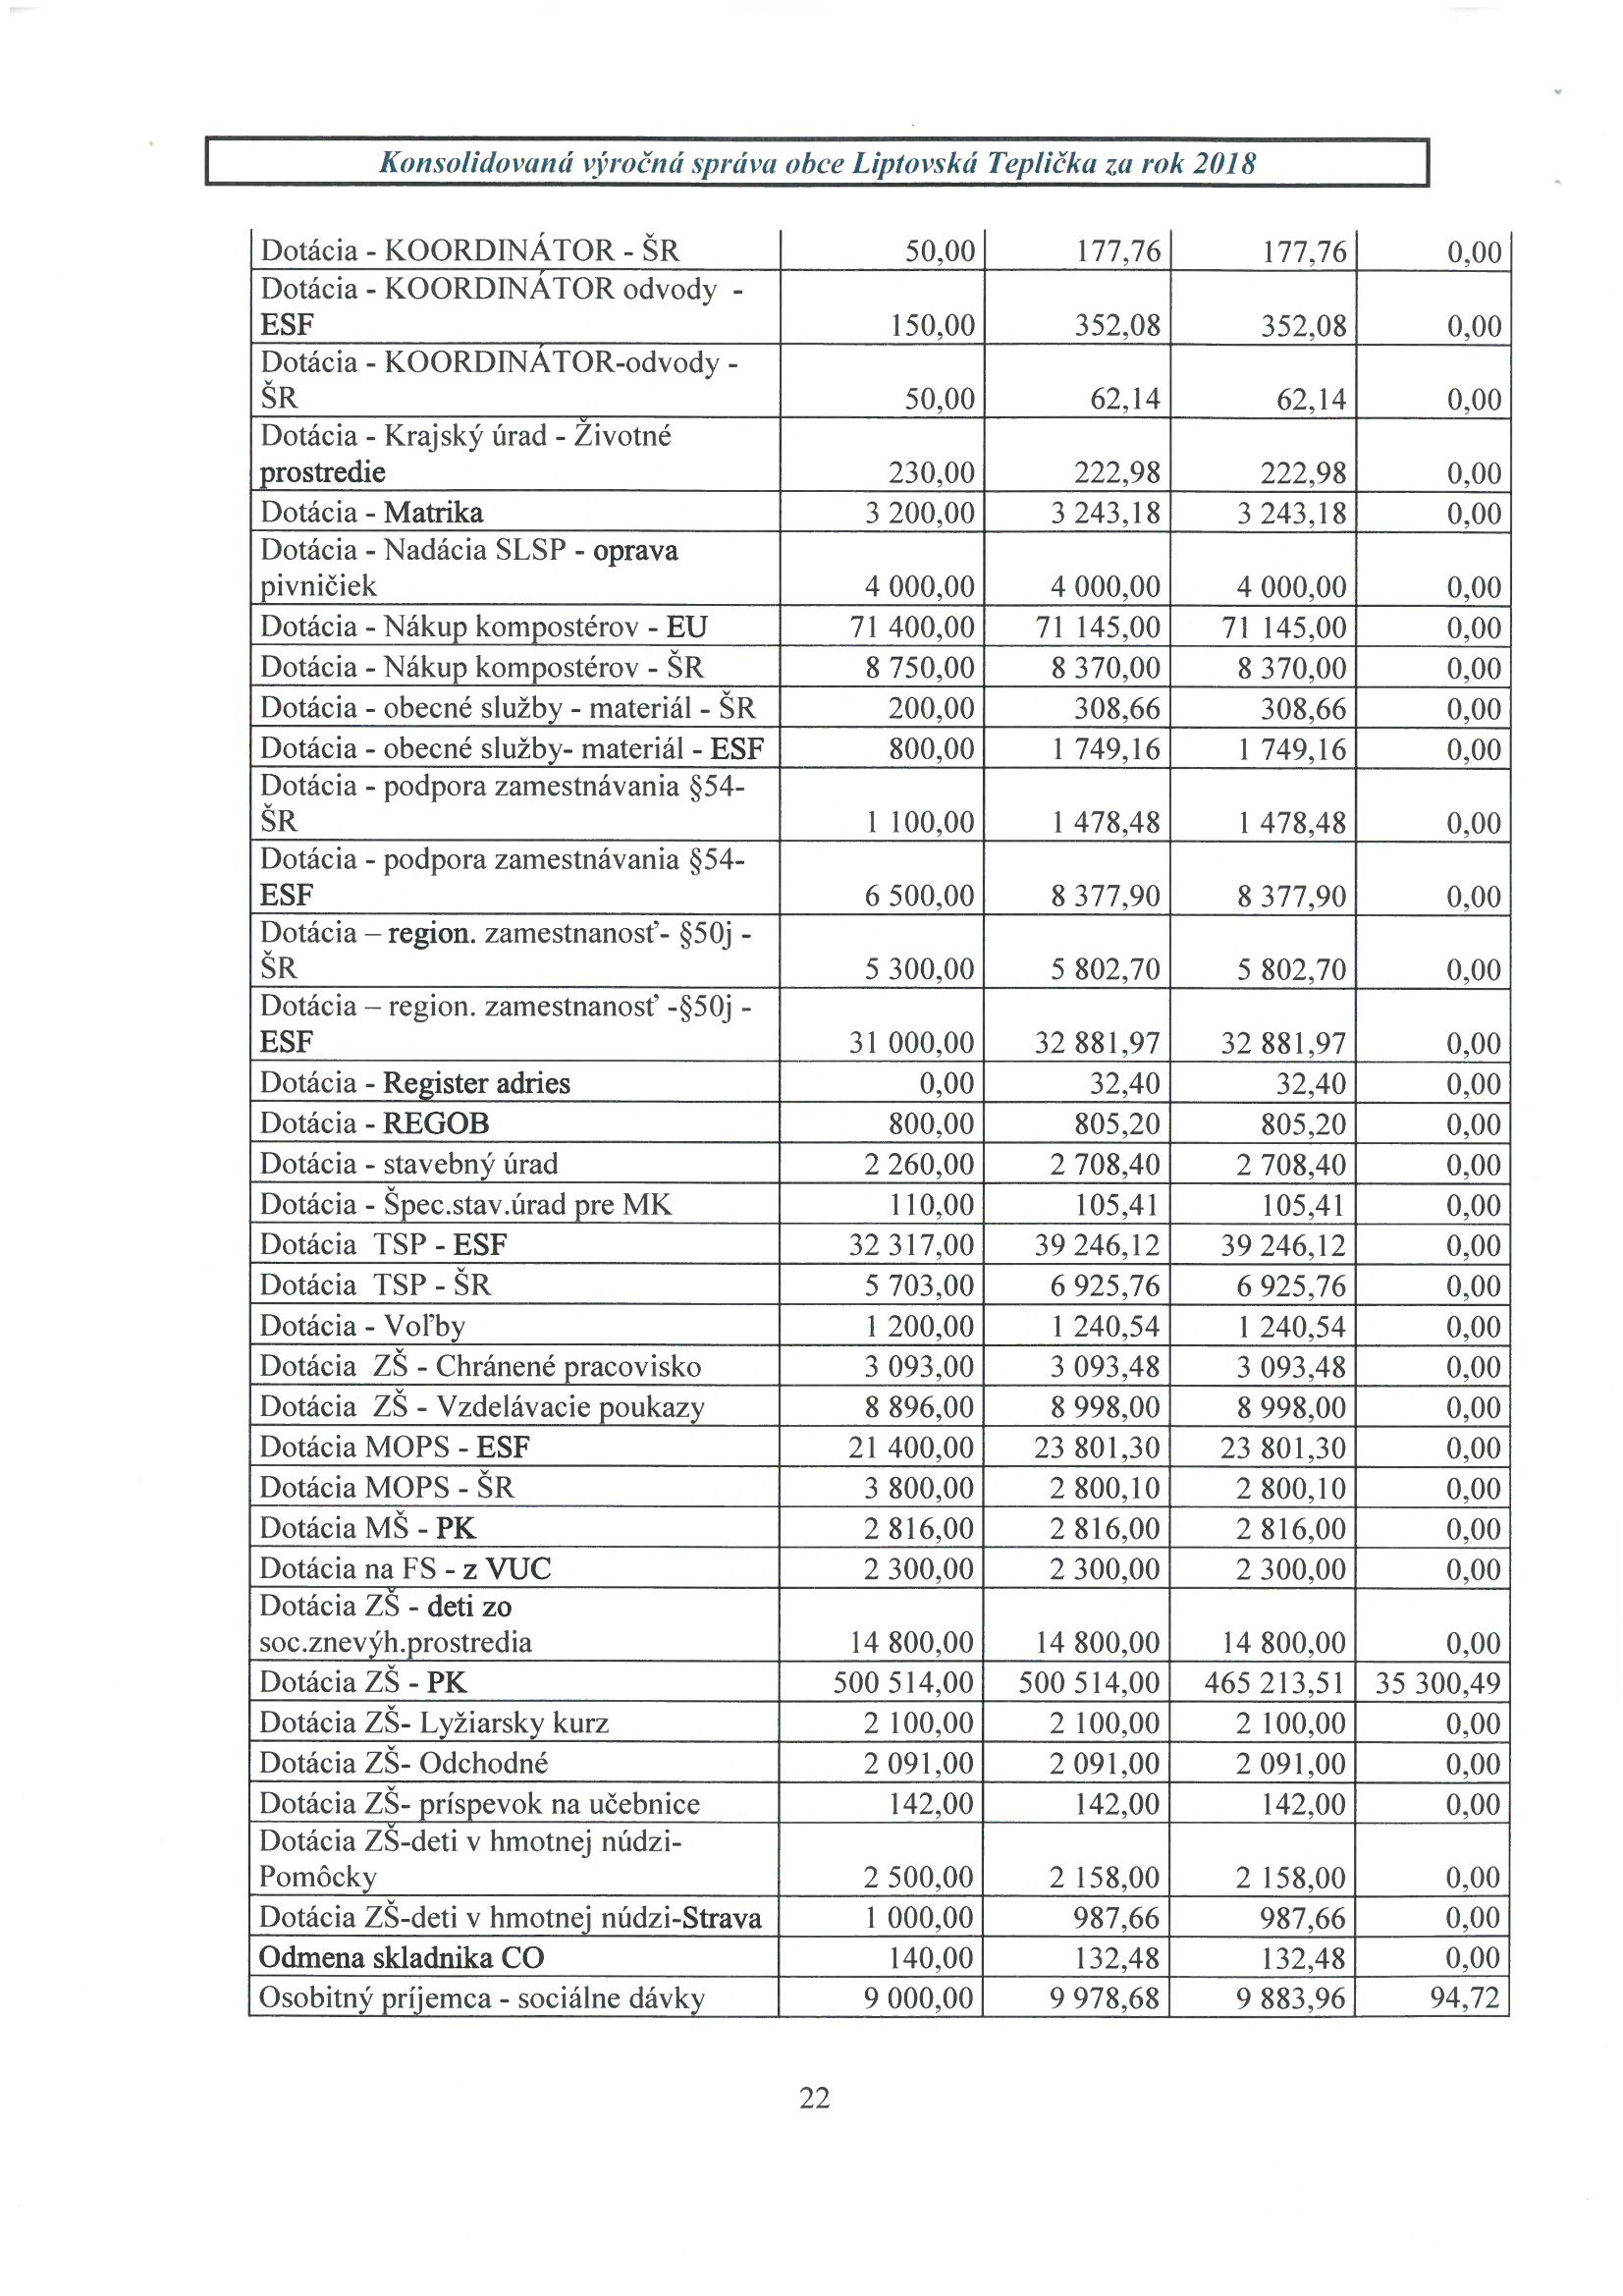 Konsolidovaná výročná správa obce Liptovská Teplička za rok 2018
Dotácia - KOORDINÁTOR - ŠR 50,00 177,76 177,76 0,00
Dotácia - KOORDINÁTOR odvody -
ESF 150,00 352,08 352,08 0,00
Dotácia - KOORDINÁTOR-odvody -
ŠR 50,00 62,14 62,14 0,00
Dotácia - Krajský úrad - Životné
prostredie 230,00 222,98 222,98 0,00
Dotácia - Matrika 3 200,00 3 243,18 3 243,18 0,00
Dotácia - Nadácia SLSP - oprava
pivničiek 4 000,00 4 000,00 4 000,00 0,00
Dotácia - Nákup kompostérov - EU 71 400,00 71 145,00 71 145,00 0,00
Dotácia - Nákup kompostérov - ŠR 8 750,00 8 370,00 8 370,00 0,00
Dotácia - obecné služby - materiál - ŠR 200,00 308,66 308,66 0,00
Dotácia - obecné služby- materiál - ESF 800,00 1 749,16 1 749,16 0,00
Dotácia - podpora zamestnávania §54-
ŠR 1 100,00 1 478,48 1 478,48 0,00
Dotácia - podpora zamestnávania §54-
ESF 6 500,00 8 377,90 8 377,90 0,00
Dotácia – region. zamestnanosť- §50j -
ŠR 5 300,00 5 802,70 5 802,70 0,00
Dotácia – region. zamestnanosť -§50j -
ESF 31 000,00 32 881,97 32 881,97 0,00
Dotácia - Register adries 0,00 32,40 32,40 0,00
Dotácia - REGOB 800,00 805,20 805,20 0,00
Dotácia - stavebný úrad 2 260,00 2 708,40 2 708,40 0,00
Dotácia - Špec.stav.úrad pre MK 110,00 105,41 105,41 0,00
Dotácia TSP - ESF 32 317,00 39 246,12 39 246,12 0,00
Dotácia TSP - ŠR 5 703,00 6 925,76 6 925,76 0,00
Dotácia - Voľby 1 200,00 1 240,54 1 240,54 0,00
Dotácia ZŠ - Chránené pracovisko 3 093,00 3 093,48 3 093,48 0,00
Dotácia ZŠ - Vzdelávacie poukazy 8 896,00 8 998,00 8 998,00 0,00
Dotácia MOPS - ESF 21 400,00 23 801,30 23 801,30 0,00
Dotácia MOPS - ŠR 3 800,00 2 800,10 2 800,10 0,00
Dotácia MŠ - PK 2 816,00 2 816,00 2 816,00 0,00
Dotácia na FS - z VUC 2 300,00 2 300,00 2 300,00 0,00
Dotácia ZŠ - deti zo
soc.znevýh.prostredia 14 800,00 14 800,00 14 800,00 0,00
Dotácia ZŠ - PK 500 514,00 500 514,00 465 213,51 35 300,49
Dotácia ZŠ- Lyžiarsky kurz 2 100,00 2 100,00 2 100,00 0,00
Dotácia ZŠ- Odchodné 2 091,00 2 091,00 2 091,00 0,00
Dotácia ZŠ- príspevok na učebnice 142,00 142,00 142,00 0,00
Dotácia ZŠ-deti v hmotnej núdzi-
Pomôcky 2 500,00 2 158,00 2 158,00 0,00
Dotácia ZŠ-deti v hmotnej núdzi-Strava 1 000,00 987,66 987,66 0,00
Odmena skladnika CO 140,00 132,48 132,48 0,00
Osobitný príjemca - sociálne dávky 9 000,00 9 978,68 9 883,96 94,72
22